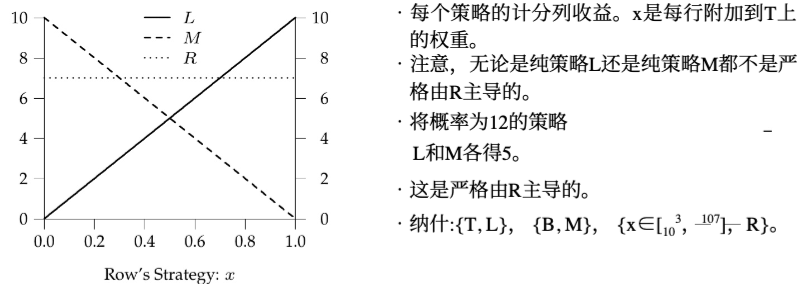 10
8
6
4
2
0
L
M
R
10
8
6
4
2
0
0.0 0.2 0.4 0.6 0.8 1.0
Row's Strategy: x
· 每个策略的计分列收益。x是每行附加到T上
的权重。
· 注意，无论是纯策略L还是纯策略M都不是严
格由R主导的。
· 将概率为12的策略
L和M各得5。
· 这是严格由R主导的。
· 纳什:{T, L}， {B, M}， {x∈[10 3, 107], R}。